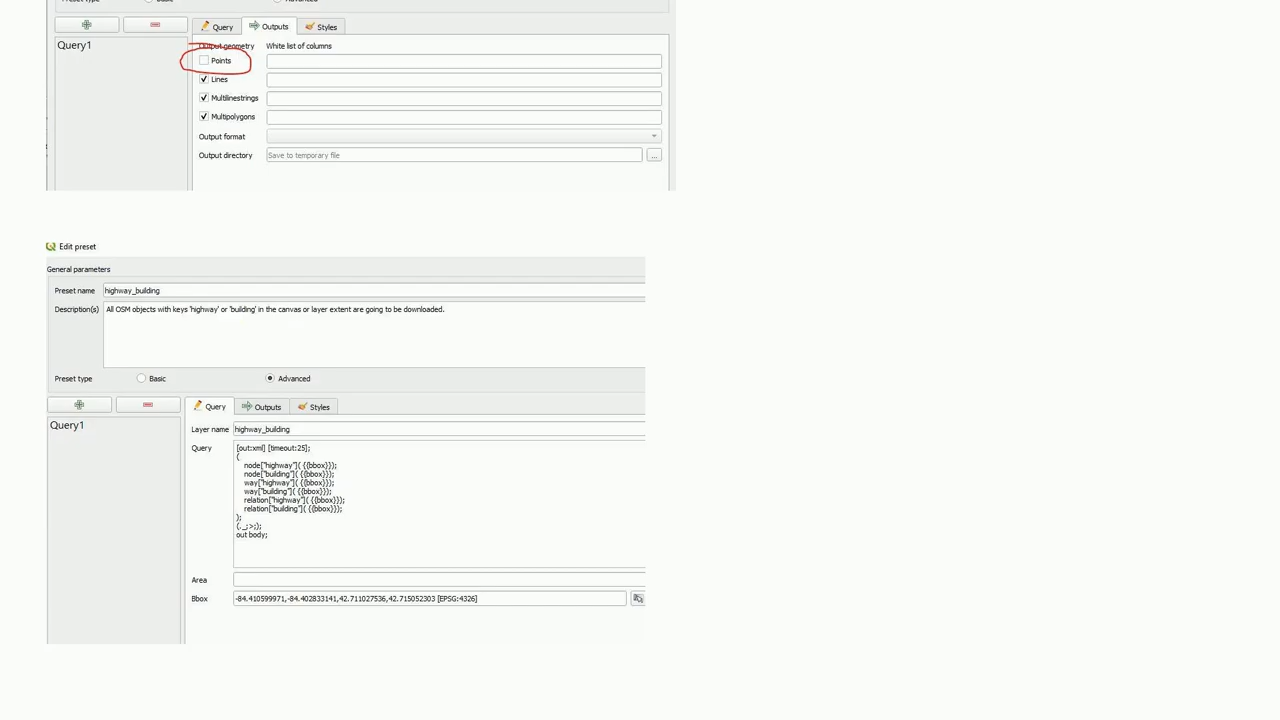 Preset type Basic Advanced
Query Outputs Styles
Query1
Output geometry White list of columns
Points
Lines
Multilinestrings
Multipolygons
Output format
Output directory Save to temporary file ...
Edit preset
General parameters
Preset name highway_building
Description(s) All OSM objects with keys 'highway' or 'building' in the canvas or layer extent are going to be downloaded.
Preset type Basic Advanced
Query Outputs Styles
Query1
Layer name highway_building
Query [out:xml] [timeout:25];
(
node["highway"]( {{bbox}});
node["building"]( {{bbox}});
way["highway"]( {{bbox}});
way["building"]( {{bbox}});
relation["highway"]( {{bbox}});
relation["building"]( {{bbox}});
);
(._;>;);
out body;
Area
Bbox -84.410599971,-84.402833141,42.711027536,42.715052303 [EPSG:4326]